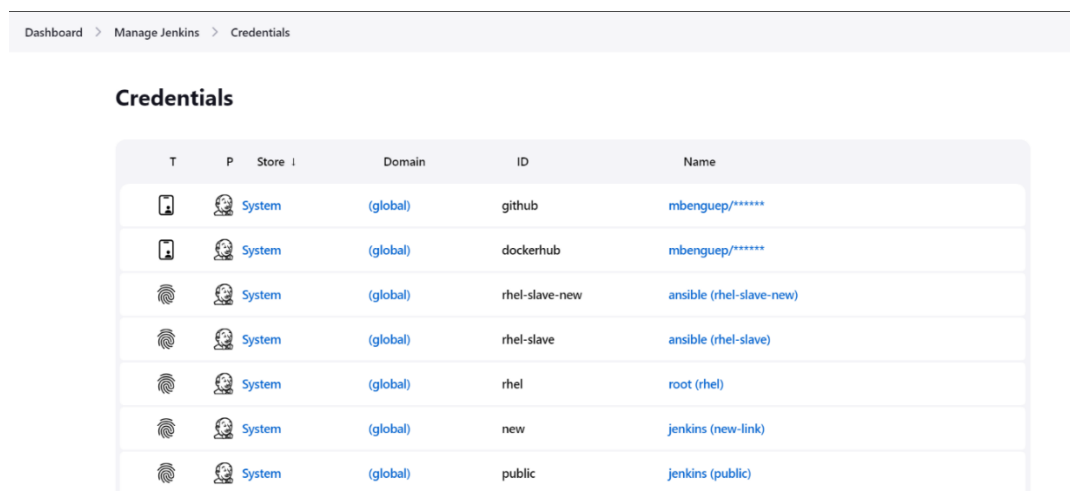 Dashboard > Manage Jenkins > Credentials
Credentials
T P Store ↓ Domain ID Name
System (global) github mbenguep/******
System (global) dockerhub mbenguep/******
System (global) rhel-slave-new ansible (rhel-slave-new)
System (global) rhel-slave ansible (rhel-slave)
System (global) rhel root (rhel)
System (global) new jenkins (new-link)
System (global) public jenkins (public)